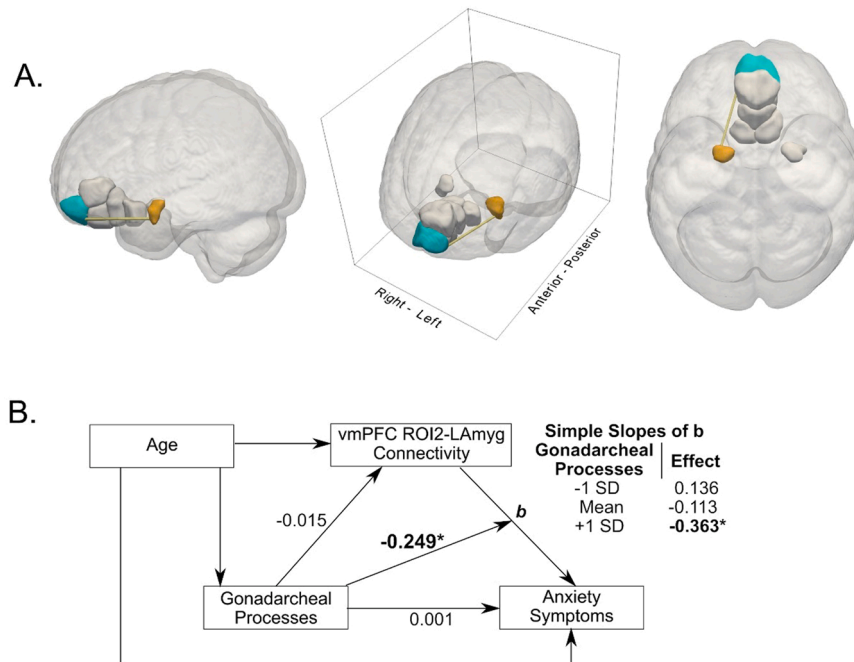 A.
Right - Left
Anterior - Posterior
B.
Age
vmPFC ROI2-LAmyg
Connectivity
Simple Slopes of b
Gonadarcheal
Processes
Effect
-1 SD 0.136
Mean -0.113
+1 SD -0.363*
-0.015
-0.249*
b
Gonadarcheal
Processes
0.001
Anxiety
Symptoms